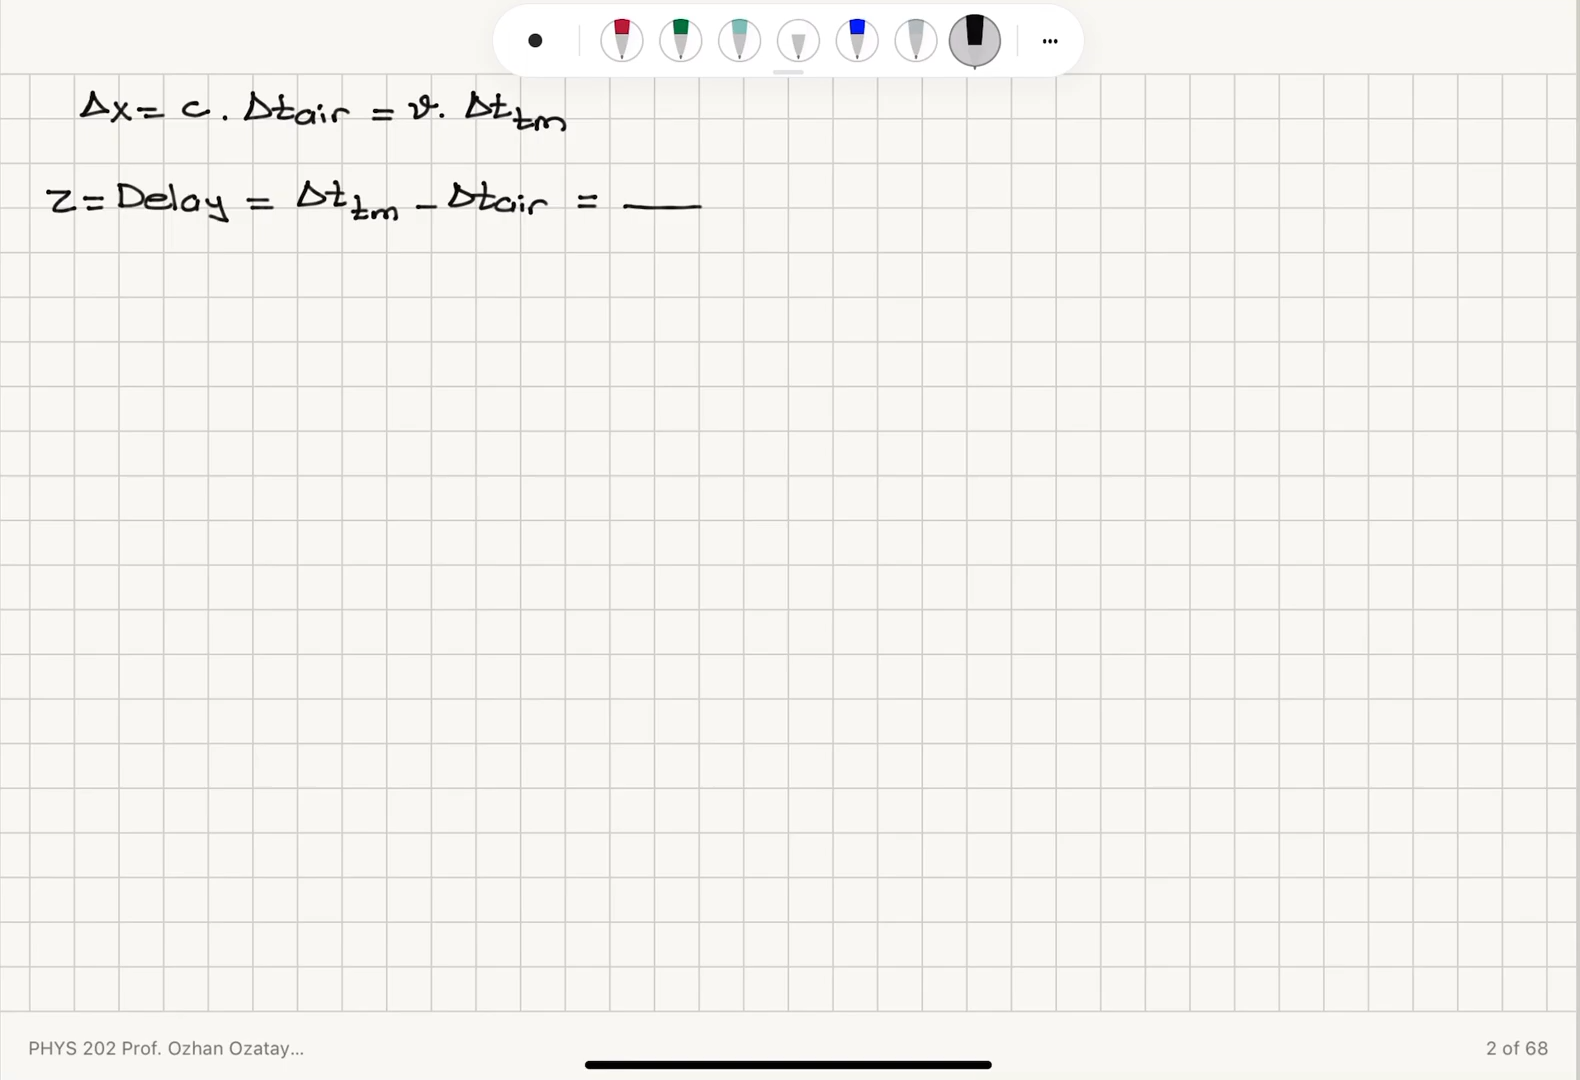 Δx = c . Δtair = v. Δttm
z = Delay = Δttm - Δtair = ___
PHYS 202 Prof. Ozhan Ozatay...
2 of 68